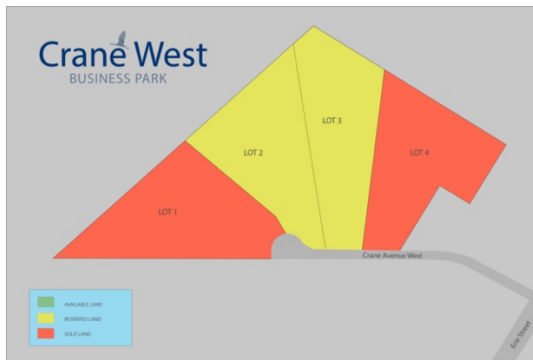 Crane West
BUSINESS PARK
LOT 3
LOT 2
LOT 4
LOT 1
Crane Avenue West
AVAILABLE LAND
RESERVED LAND
SOLD LAND
Erie Street